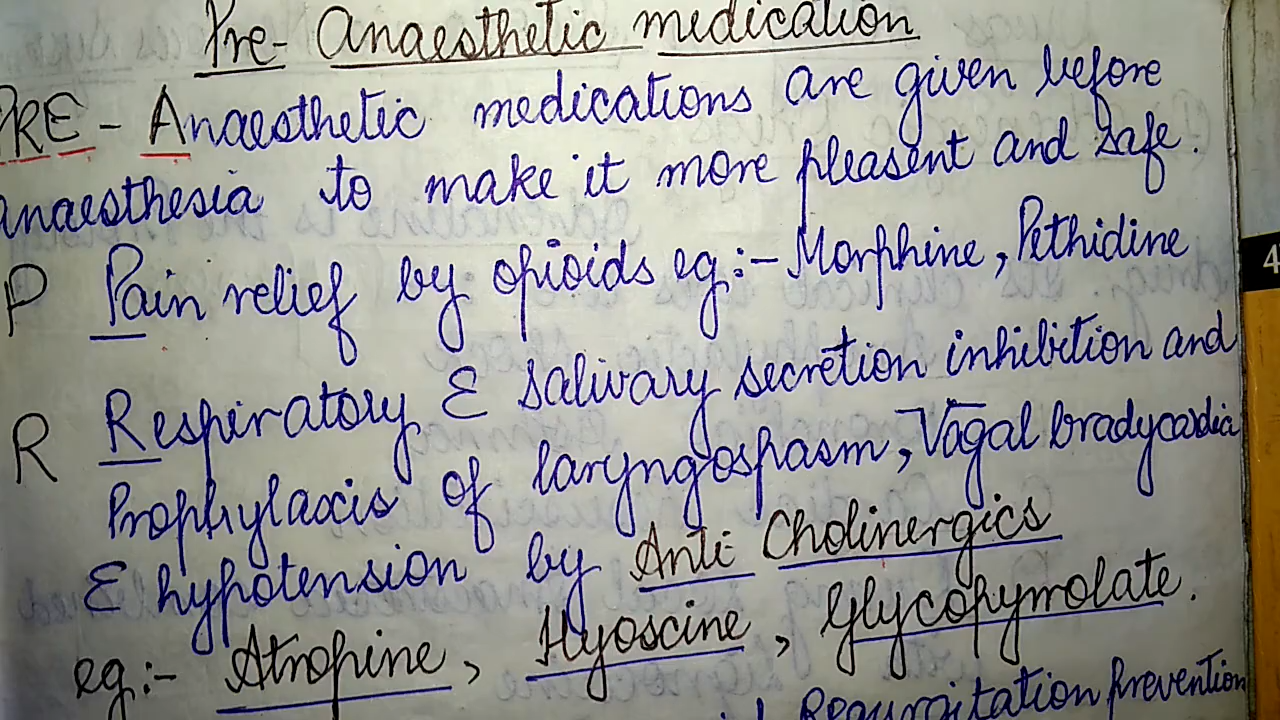 Pre- Anaesthetic medication
PRE - Anaesthetic medications are given before
anaesthesia to make it more pleasent and safe.
P Pain relief by opioids eg:- Morphine, Pethidine
R Respiratory & salivary secretion inhibition and
Prophylaxis of laryngospasm, Vagal bradycardia
& hypotension by Anti Cholinergics
eg:- Atropine, Hyoscine, Glycopyrrolate.
Regurgitation prevention
4